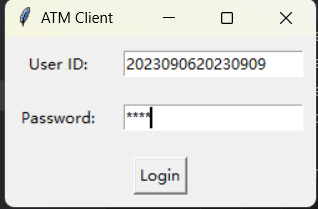 ATM Client
User ID: 2023090620230909
Password: ****
Login